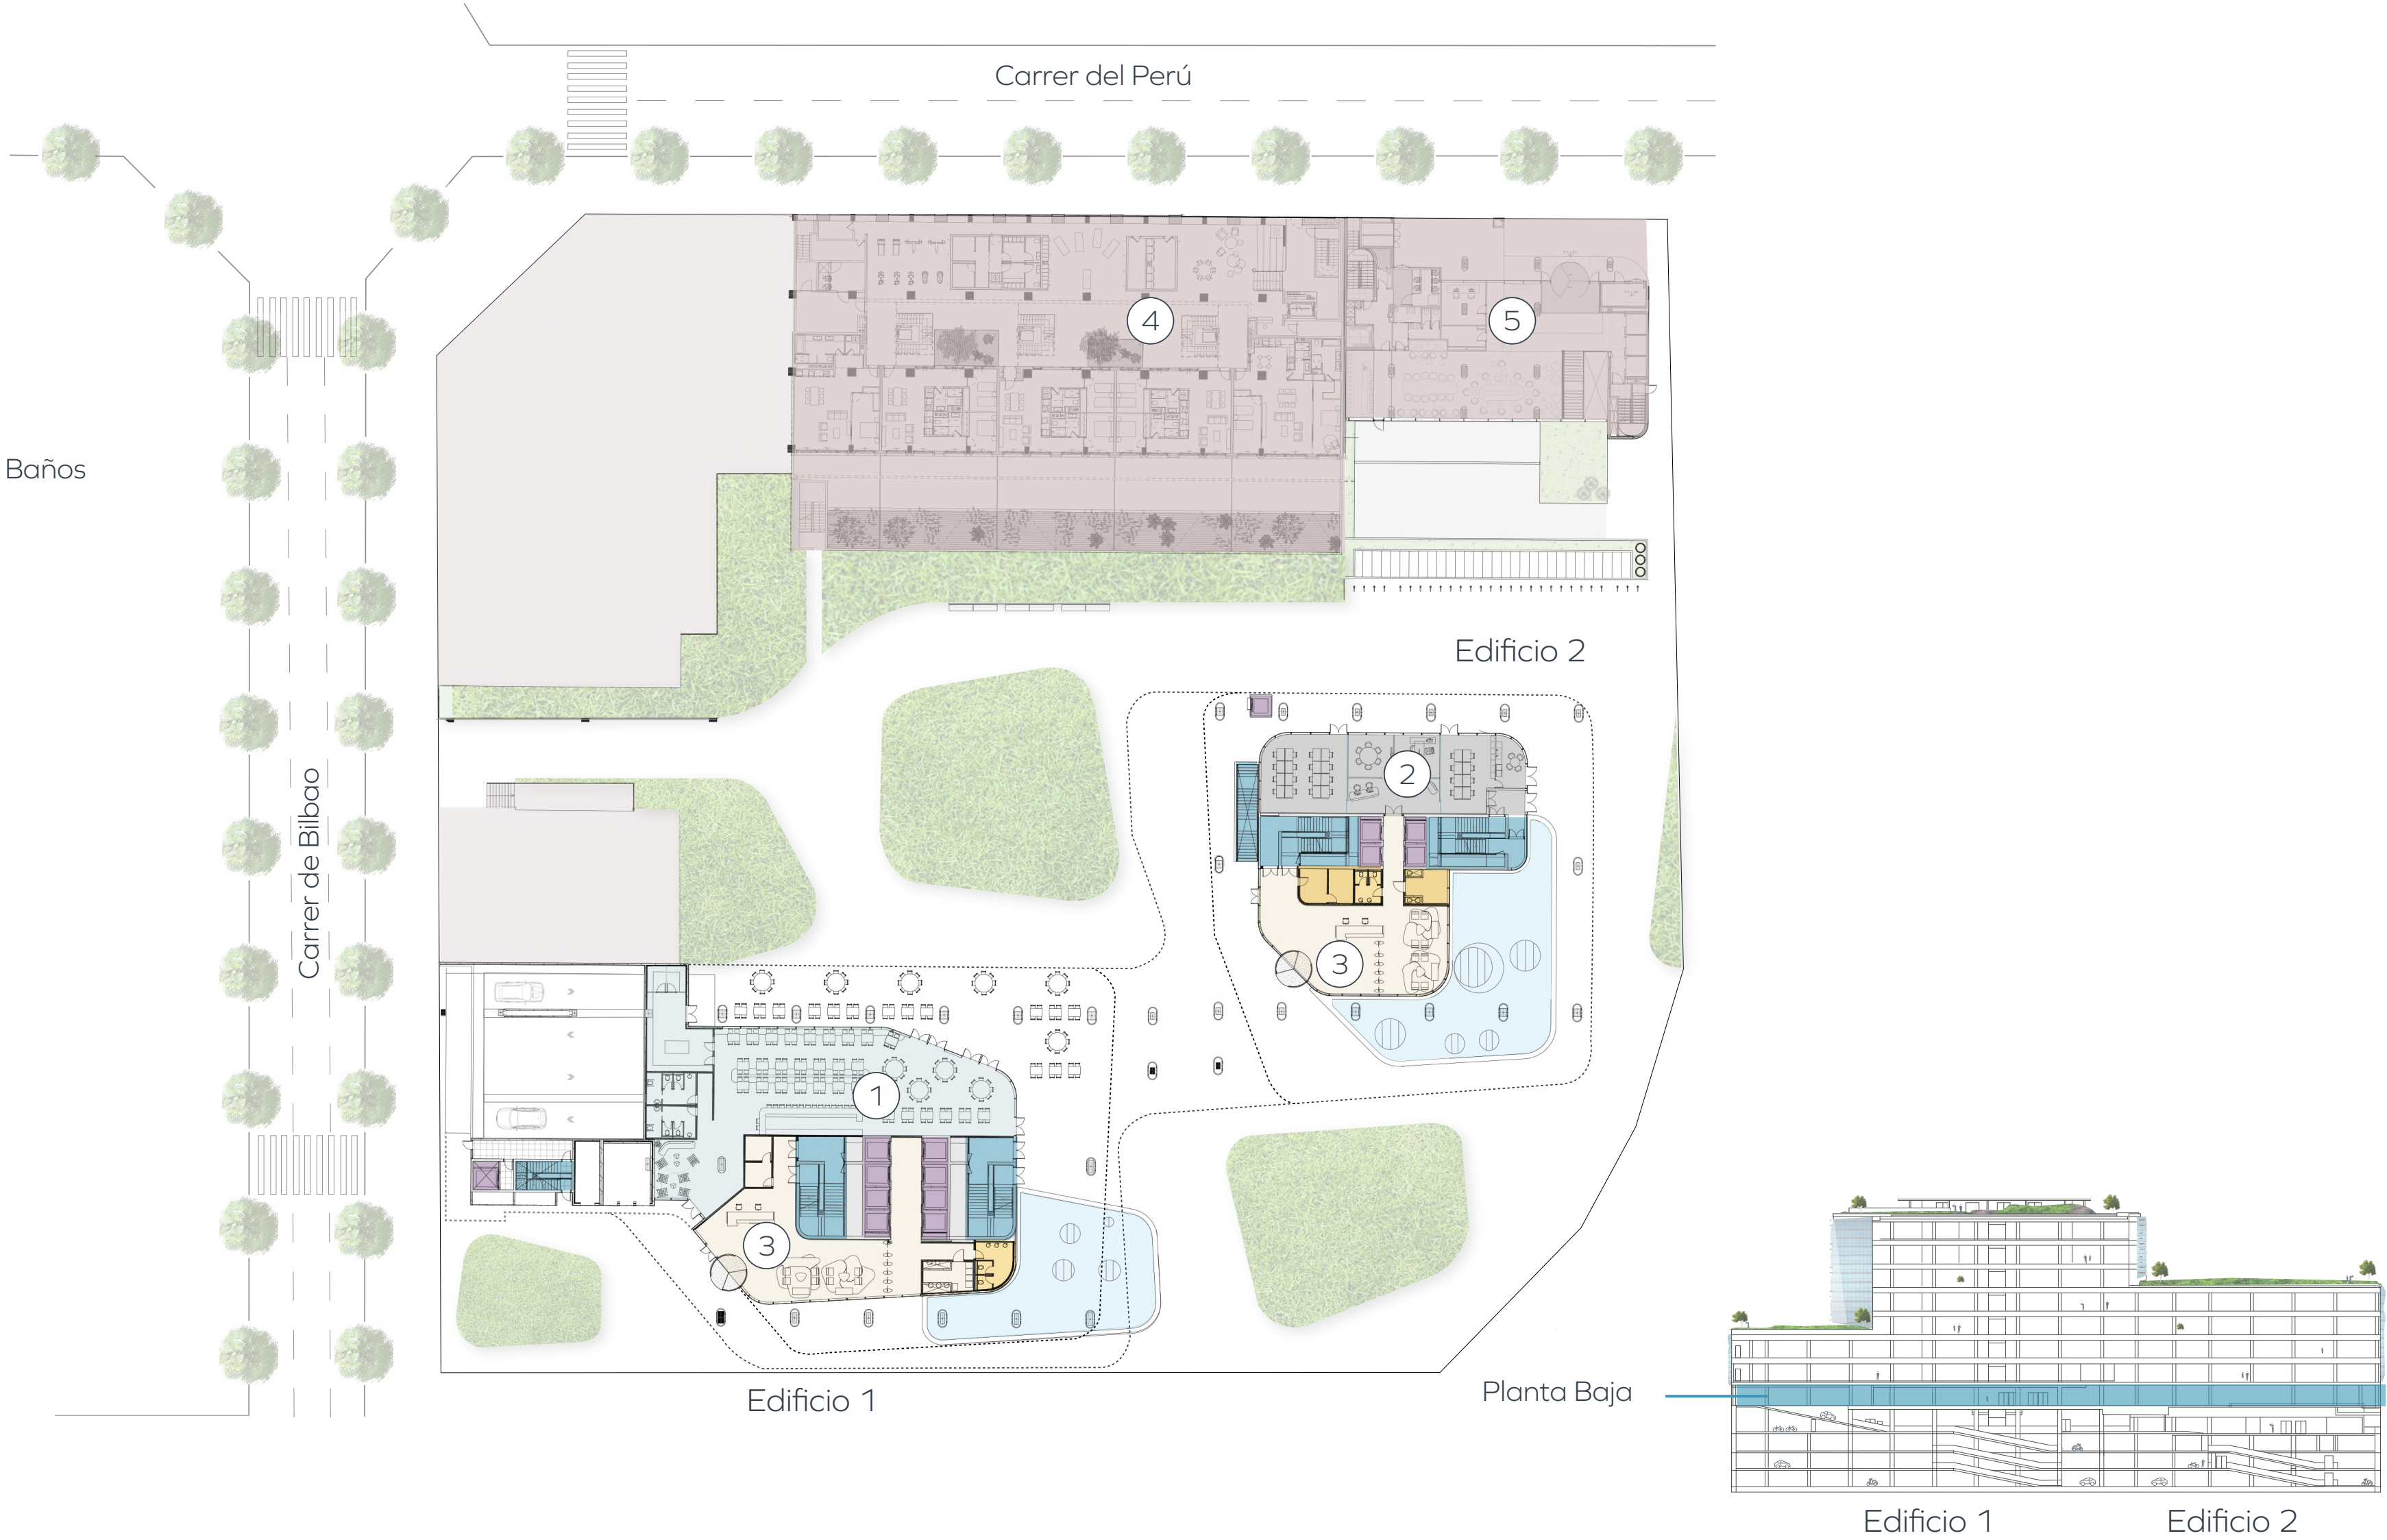 Carrer del Perú
4
5
Baños
Edificio 2
2
Carrer de Bilbao
3
1
3
Edificio 1
Planta Baja
Edificio 1
Edificio 2